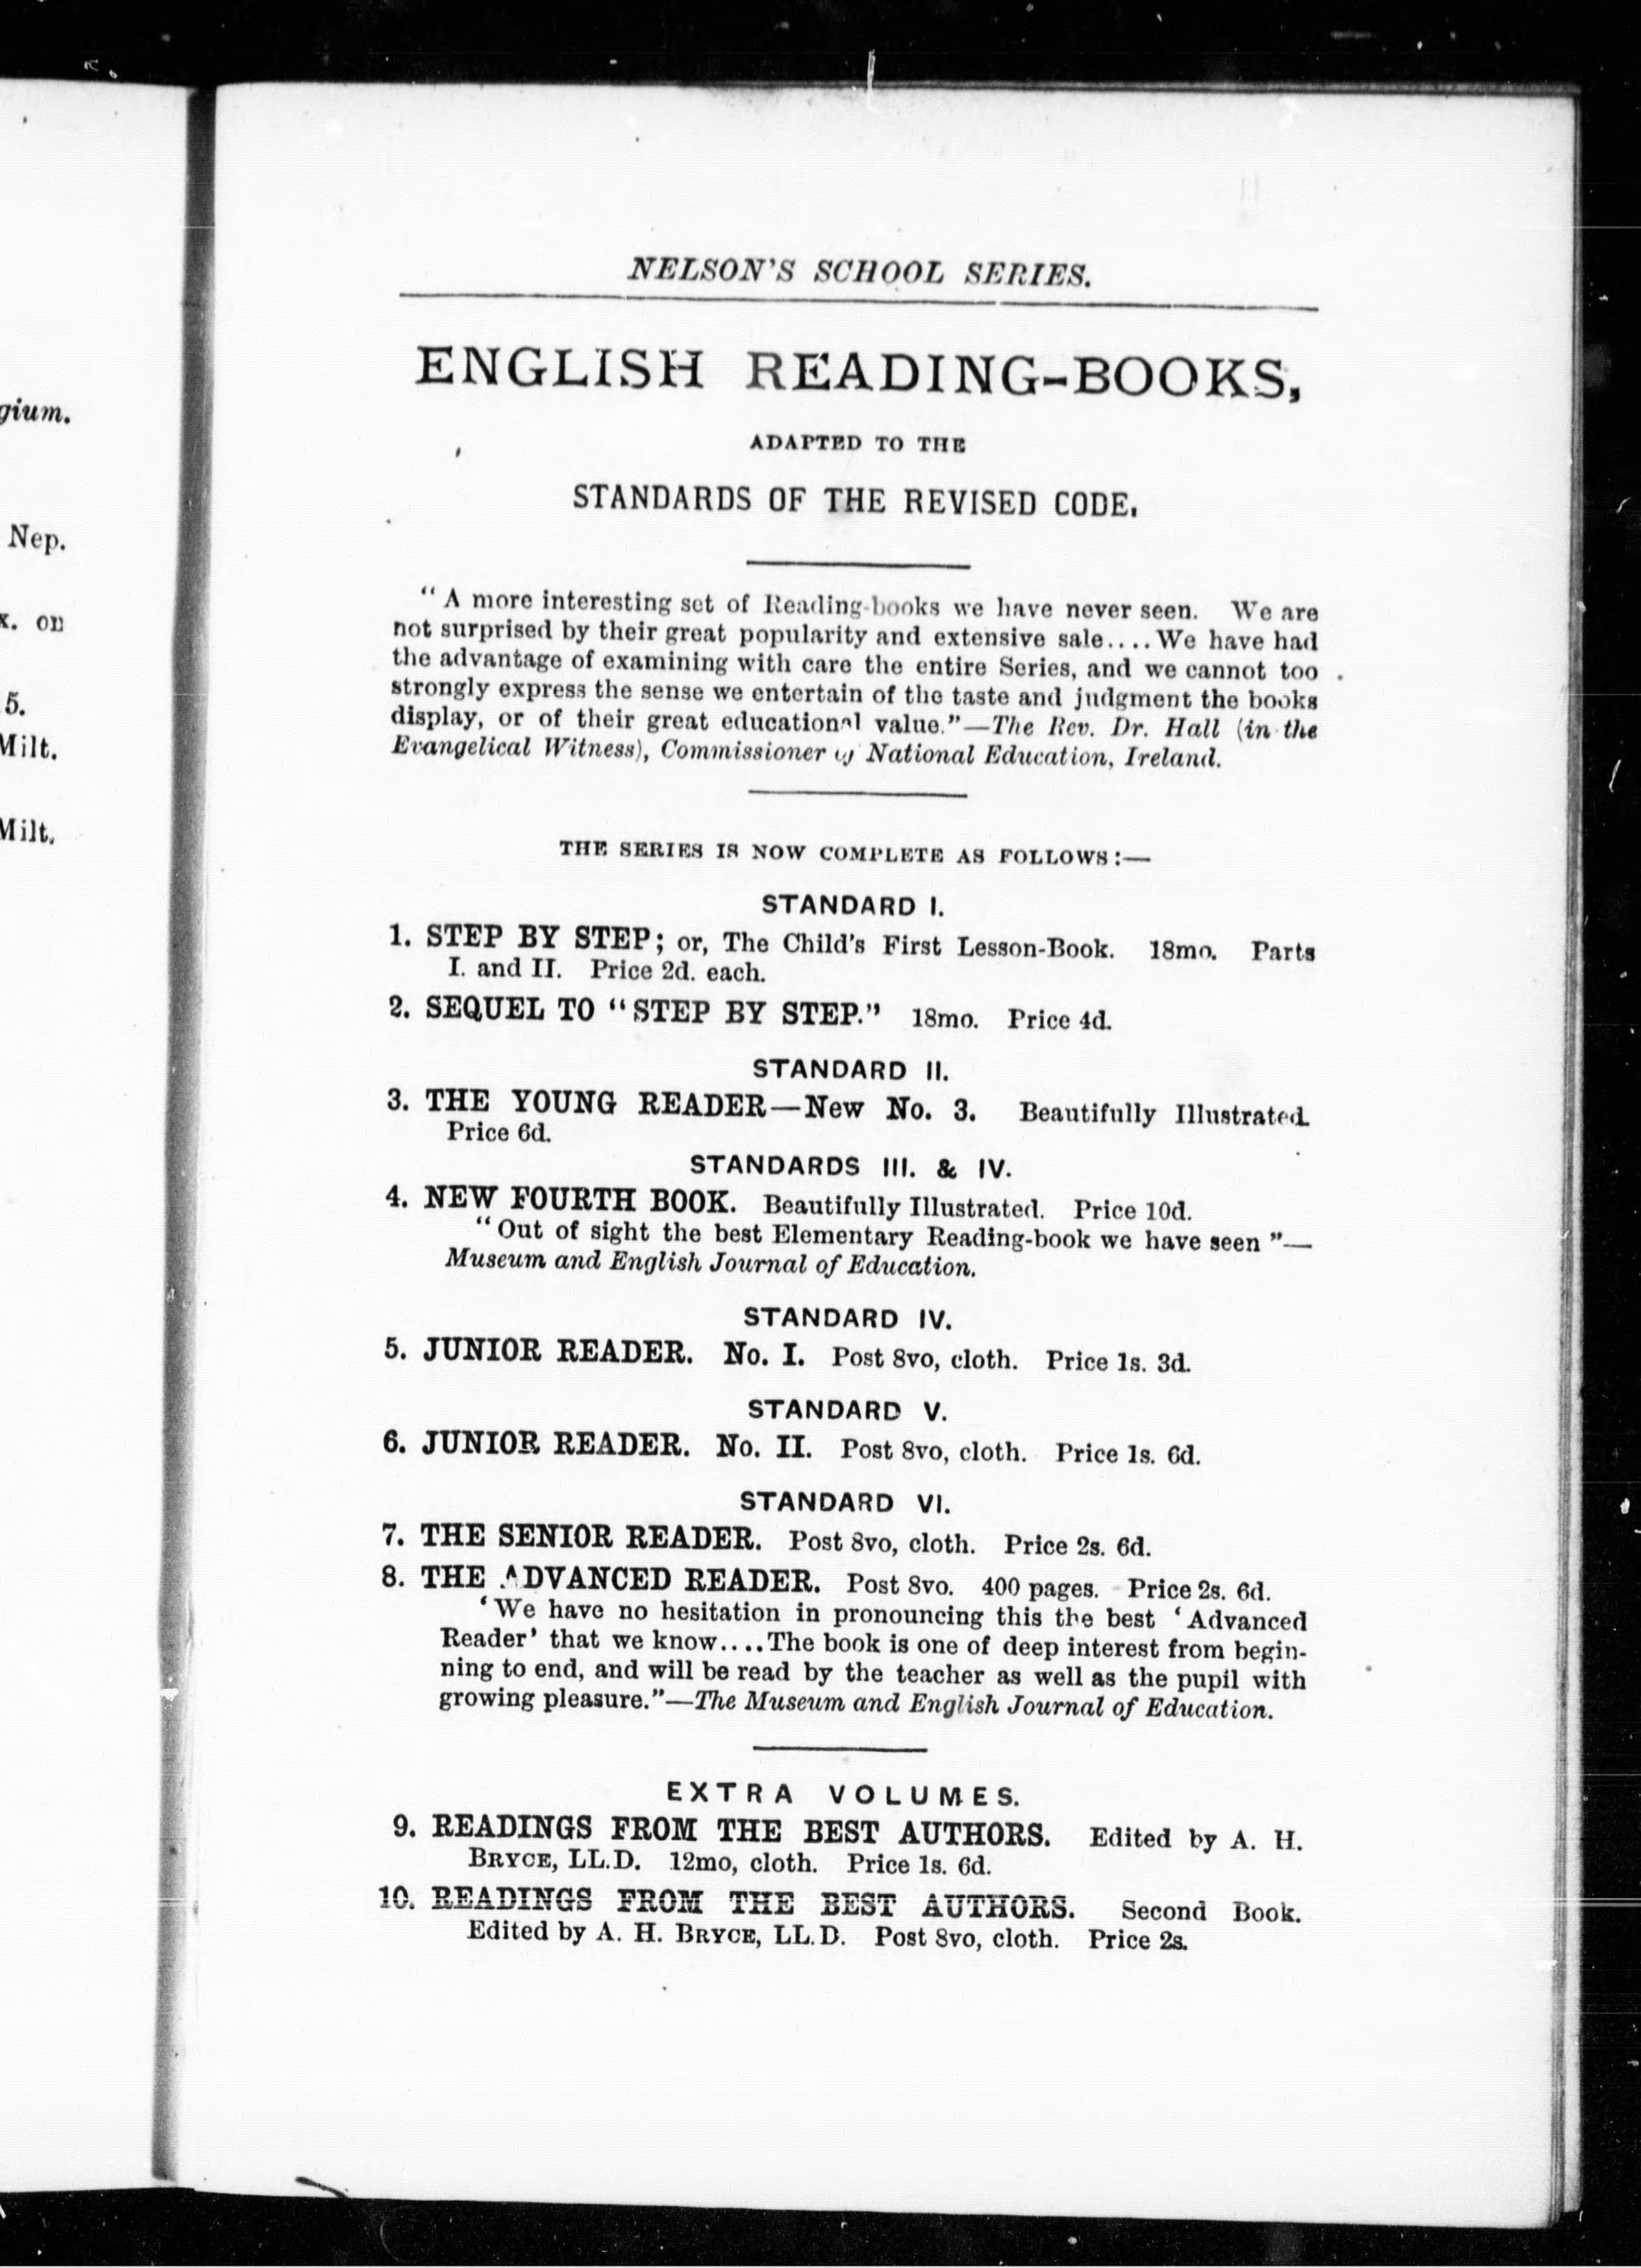 gium.
Nep.
x. on
5.
Milt.
Milt.
NELSON'S SCHOOL SERIES.
ENGLISH READING-BOOKS,
ADAPTED TO THE
STANDARDS OF THE REVISED CODE.
"A more interesting set of Reading-books we have never seen. We are
not surprised by their great popularity and extensive sale....We have had
the advantage of examining with care the entire Series, and we cannot too
strongly express the sense we entertain of the taste and judgment the books
display, or of their great educational value."—The Rev. Dr. Hall (in the
Evangelical Witness), Commissioner of National Education, Ireland.
THE SERIES IS NOW COMPLETE AS FOLLOWS:—
STANDARD I.
1. STEP BY STEP; or, The Child's First Lesson-Book. 18mo. Parts
I. and II. Price 2d. each.
2. SEQUEL TO "STEP BY STEP." 18mo. Price 4d.
STANDARD II.
3. THE YOUNG READER—New No. 3. Beautifully Illustrated.
Price 6d.
STANDARDS III. & IV.
4. NEW FOURTH BOOK. Beautifully Illustrated. Price 10d.
"Out of sight the best Elementary Reading-book we have seen"—
Museum and English Journal of Education.
STANDARD IV.
5. JUNIOR READER. No. I. Post 8vo, cloth. Price 1s. 3d.
STANDARD V.
6. JUNIOR READER. No. II. Post 8vo, cloth. Price 1s. 6d.
STANDARD VI.
7. THE SENIOR READER. Post 8vo, cloth. Price 2s. 6d.
8. THE ADVANCED READER. Post 8vo. 400 pages. Price 2s. 6d.
'We have no hesitation in pronouncing this the best 'Advanced
Reader' that we know....The book is one of deep interest from begin-
ning to end, and will be read by the teacher as well as the pupil with
growing pleasure."—The Museum and English Journal of Education.
EXTRA VOLUMES.
9. READINGS FROM THE BEST AUTHORS. Edited by A. H.
BRYCE, LL.D. 12mo, cloth. Price 1s. 6d.
10. READINGS FROM THE BEST AUTHORS. Second Book.
Edited by A. H. BRYCE, LL.D. Post 8vo, cloth. Price 2s.